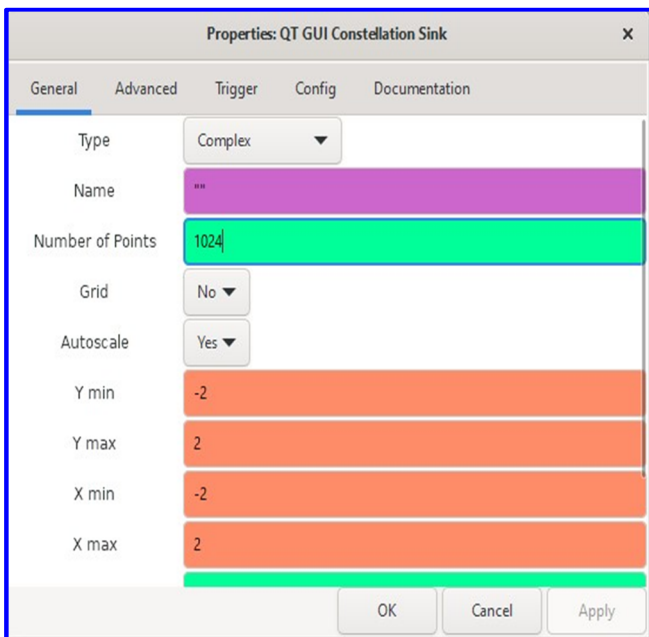 Properties: QT GUI Constellation Sink x
General Advanced Trigger Config Documentation
Type Complex
Name ""
Number of Points 1024
Grid No
Autoscale Yes
Y min -2
Y max 2
X min -2
X max 2
OK Cancel Apply